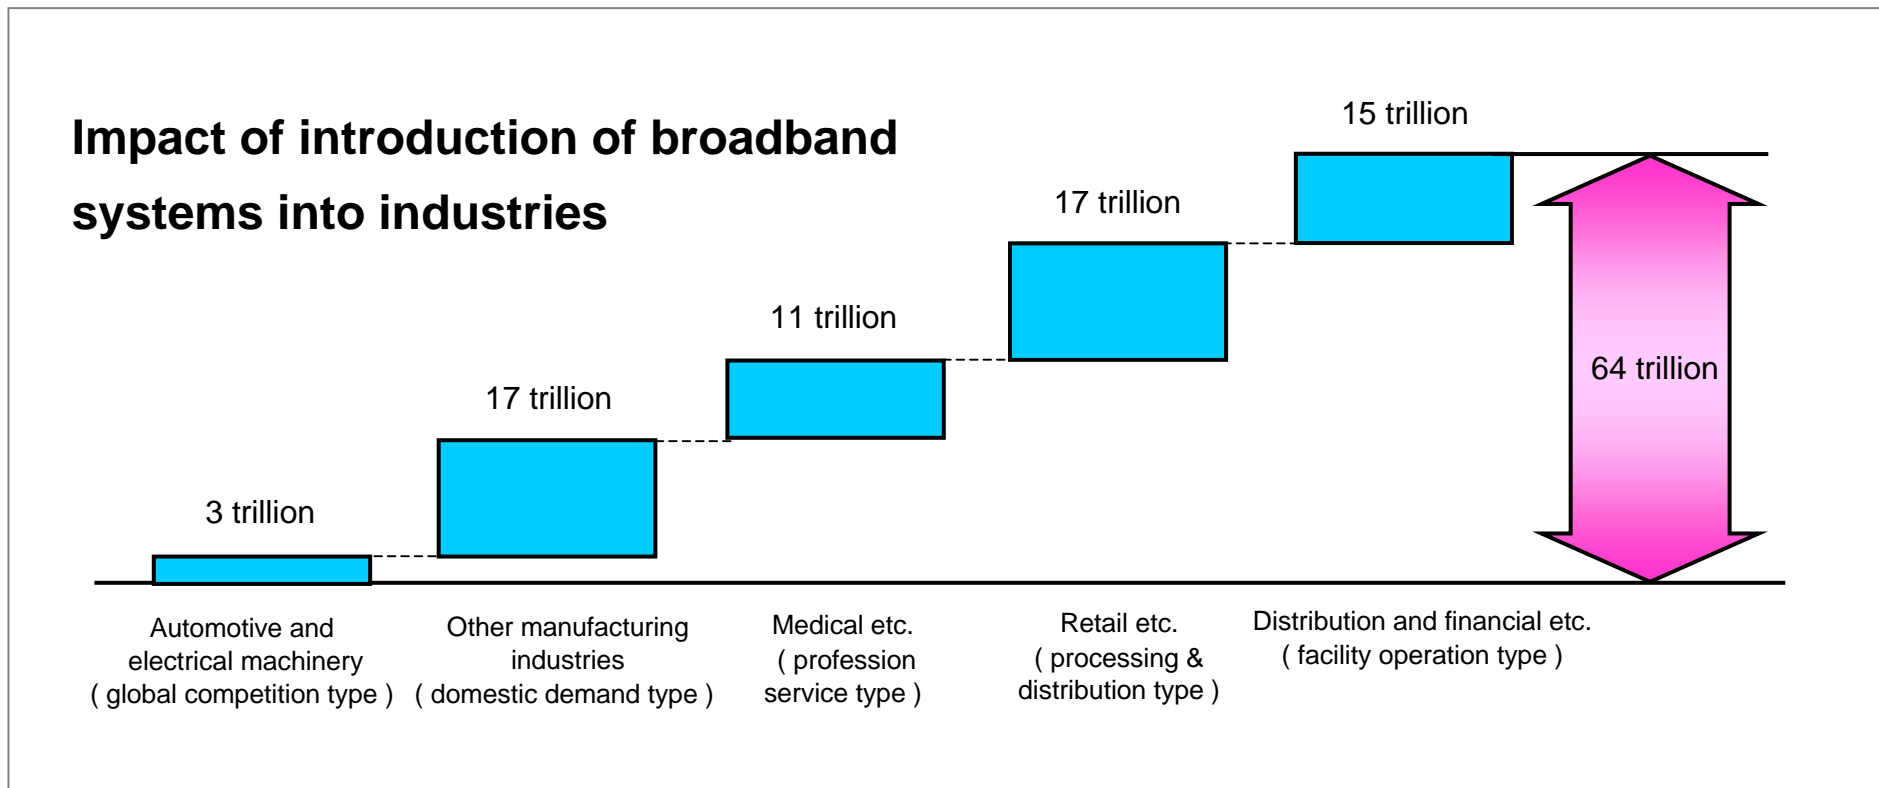 Impact of introduction of broadband
systems into industries
15 trillion
17 trillion
11 trillion
17 trillion
3 trillion
64 trillion
Automotive and
electrical machinery
( global competition type )
Other manufacturing
industries
( domestic demand type )
Medical etc.
( profession
service type )
Retail etc.
( processing &
distribution type )
Distribution and financial etc.
( facility operation type )